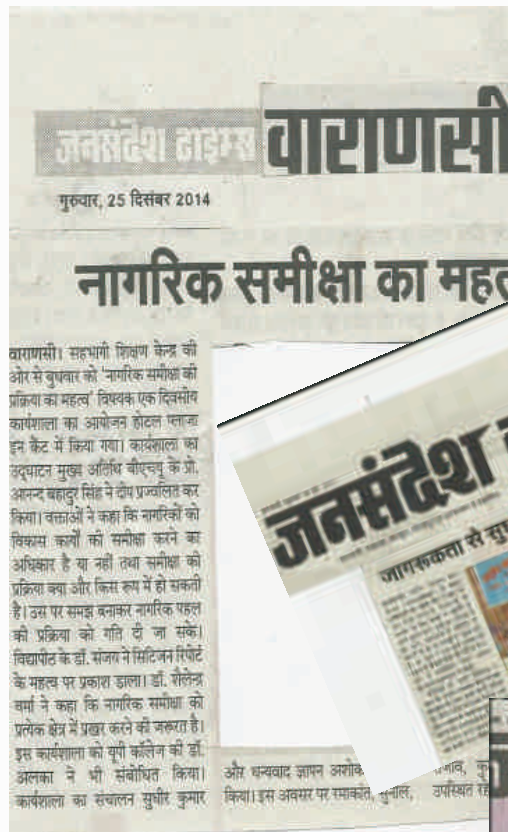 जनसंदेश टाइम्स वाराणसी
गुरुवार, 25 दिसंबर 2014
नागरिक समीक्षा का महत
वाराणसी। सहभागी शिक्षण केन्द्र की
ओर से बुधवार को 'नागरिक समीक्षा की
प्रक्रिया का महत्व' विषयक एक दिवसीय
कार्यशाला का आयोजन होटल प्लाजा
इन कैंट में किया गया। कार्यशाला का
उद्घाटन मुख्य अतिथि बीएचयू के प्रो.
आनन्द बहादुर सिंह ने दीप प्रज्वलित कर
किया। वक्ताओं ने कहा कि नागरिकों को
विकास कार्यों की समीक्षा करने का
अधिकार है या नहीं तथा समीक्षा की
प्रक्रिया क्या और किस रूप में हो सकती
है। उस पर समझ बनाकर नागरिक पहल
की प्रक्रिया को गति दी जा सके।
विद्यापीठ के डॉ. संजय ने सिटिजन रिपोर्ट
के महत्व पर प्रकाश डाला। डॉ. शैलेन्द्र
वर्मा ने कहा कि नागरिक समीक्षा को
प्रत्येक क्षेत्र में प्रखर करने की जरूरत है।
इस कार्यशाला को यूपी कॉलेज की डॉ.
अलका ने भी संबोधित किया।
कार्यशाला का संचालन सुधीर कुमार
और धन्यवाद ज्ञापन अशोक
किया। इस अवसर पर रमाकांत, सुनील,
राजीव, कु
उपस्थित रहे
जनसंदेश
जागरूकता से सुध